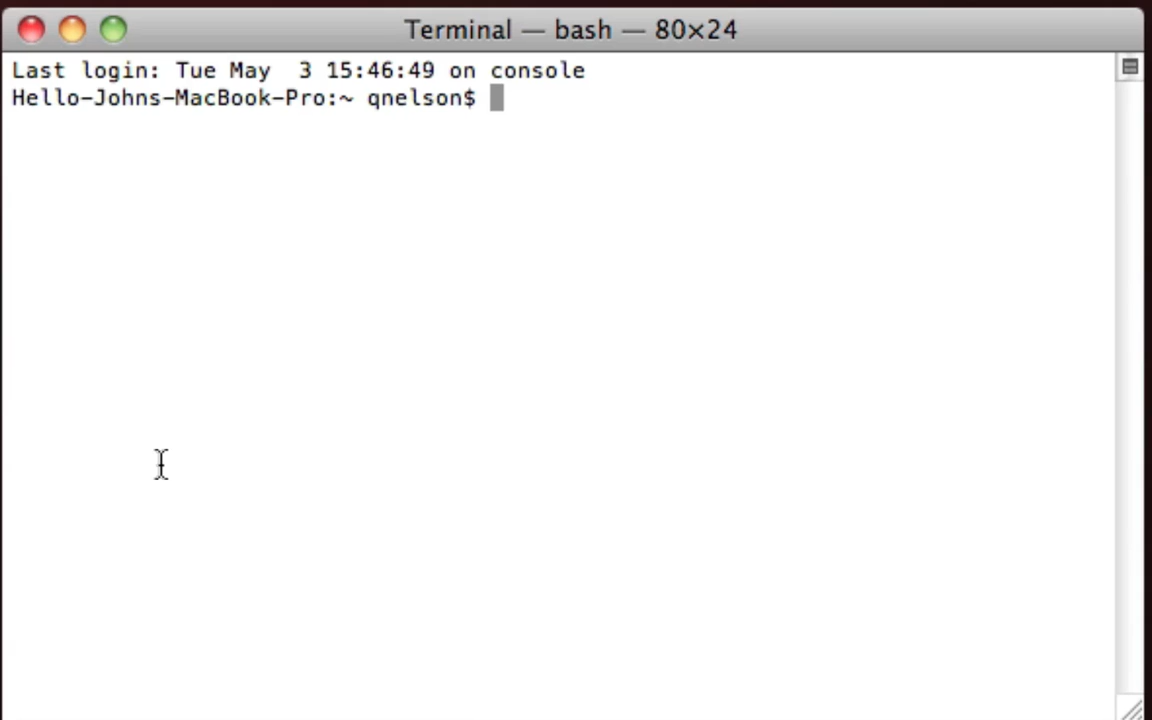 Terminal — bash — 80×24
Last login: Tue May  3 15:46:49 on console
Hello-Johns-MacBook-Pro:~ qnelson$